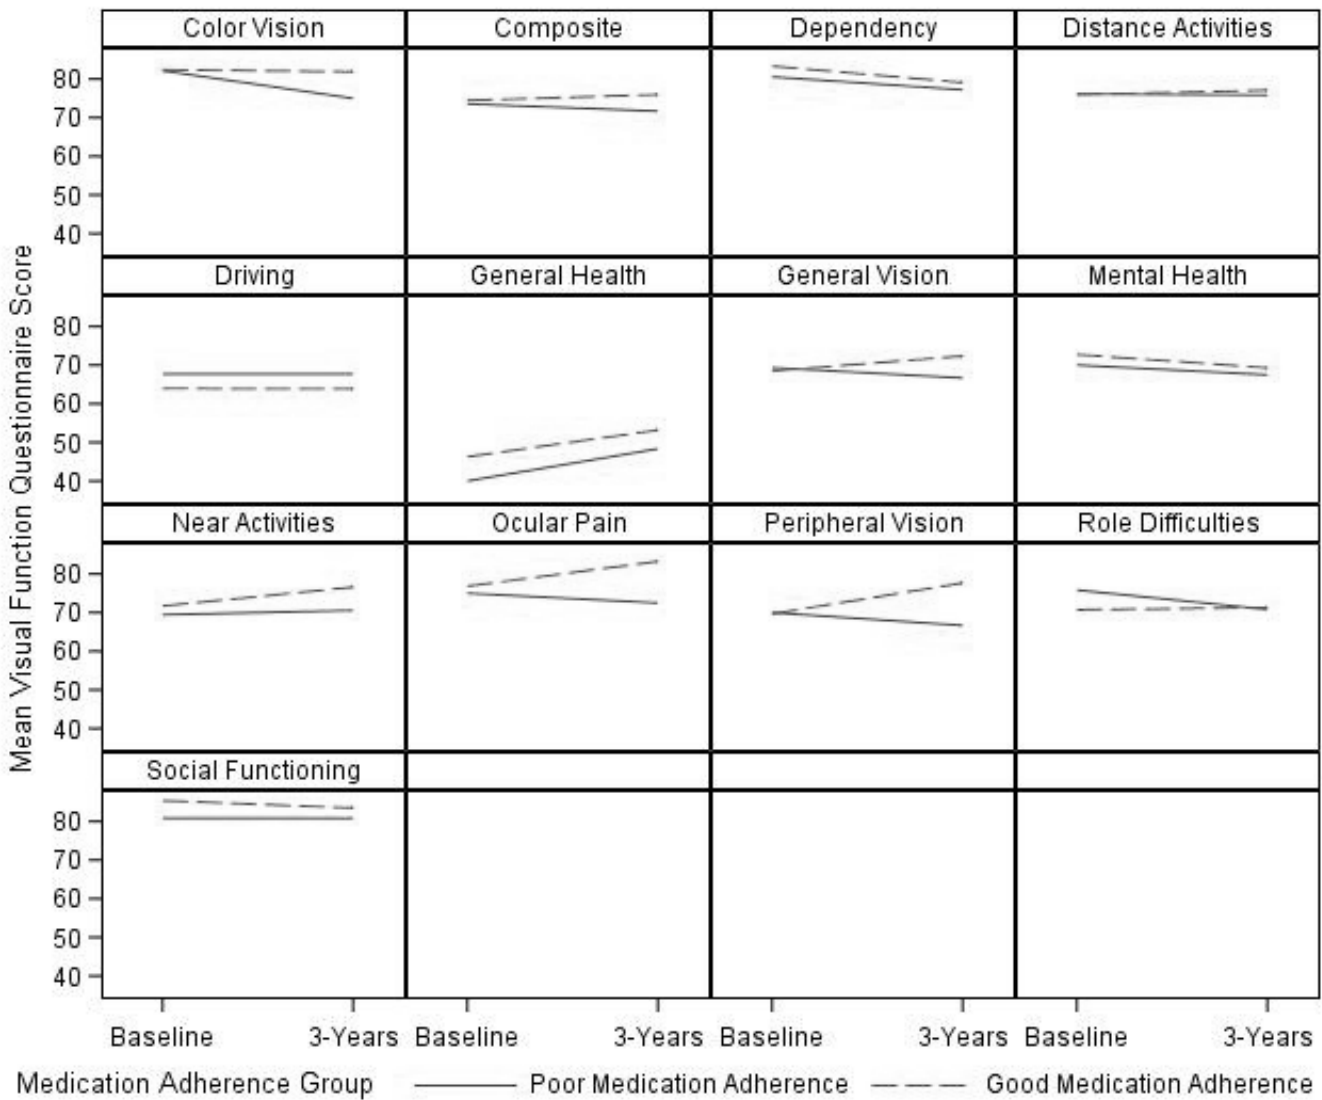 Color Vision Composite Dependency Distance Activities
80
70
60
50
40
Driving General Health General Vision Mental Health
80
70
60
50
40
Near Activities Ocular Pain Peripheral Vision Role Difficulties
80
70
60
50
40
Social Functioning
80
70
60
50
40
Mean Visual Function Questionnaire Score
Baseline 3-Years Baseline 3-Years Baseline 3-Years Baseline 3-Years
Medication Adherence Group Poor Medication Adherence Good Medication Adherence